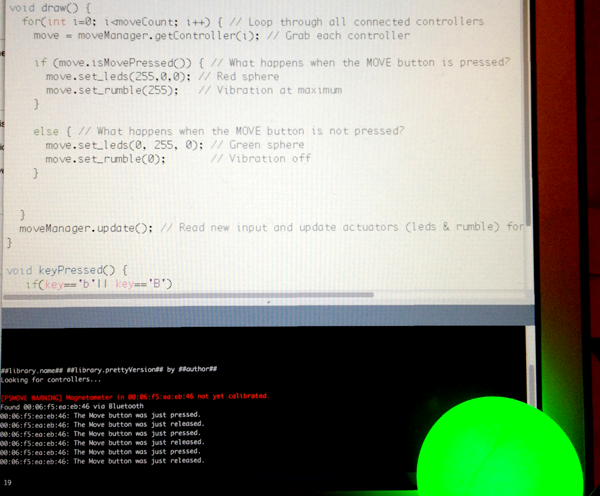 void draw() {
for(int i=0; i<moveCount; i++) { // Loop through all connected controllers
move = moveManager.getController(i); // Grab each controller
if (move.isMovePressed()) { // What happens when the MOVE button is pressed?
move.set_leds(255,0,0); // Red sphere
move.set_rumble(255); // Vibration at maximum
}
else { // What happens when the MOVE button is not pressed?
move.set_leds(0, 255, 0); // Green sphere
move.set_rumble(0); // Vibration off
}
}
moveManager.update(); // Read new input and update actuators (leds & rumble) for
}
void keyPressed() {
if(key=='b'|| key=='B')
##library.name## ##library.prettyVersion## by ##author##
Looking for controllers...
[PSMOVE WARNING] Magnetometer in 00:06:f5:ea:eb:46 not yet calibrated.
Found 00:06:f5:ea:eb:46 via Bluetooth
00:06:f5:ea:eb:46: The Move button was just pressed.
00:06:f5:ea:eb:46: The Move button was just released.
00:06:f5:ea:eb:46: The Move button was just pressed.
00:06:f5:ea:eb:46: The Move button was just released.
00:06:f5:ea:eb:46: The Move button was just pressed.
00:06:f5:ea:eb:46: The Move button was just released.
19